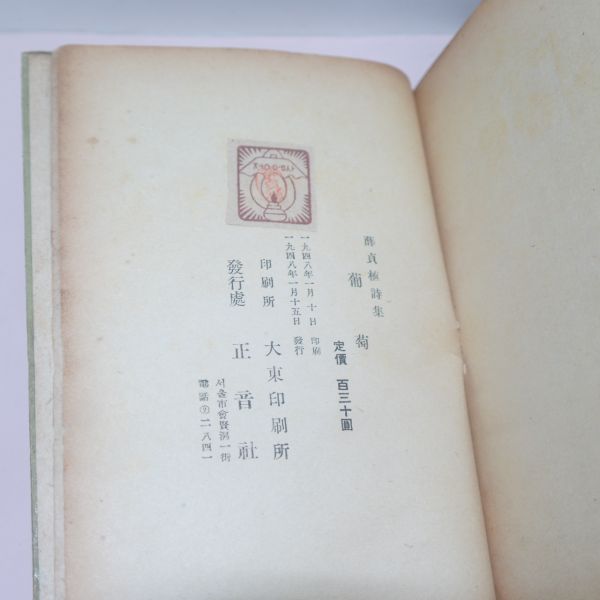 薛貞植詩集
葡萄
定價 百三十圓
一九四八年一月十日 印刷
一九四八年一月十五日 發行
印刷所 大東印刷所
發行處 正音社
서울市會賢洞一街
電話②二八四一